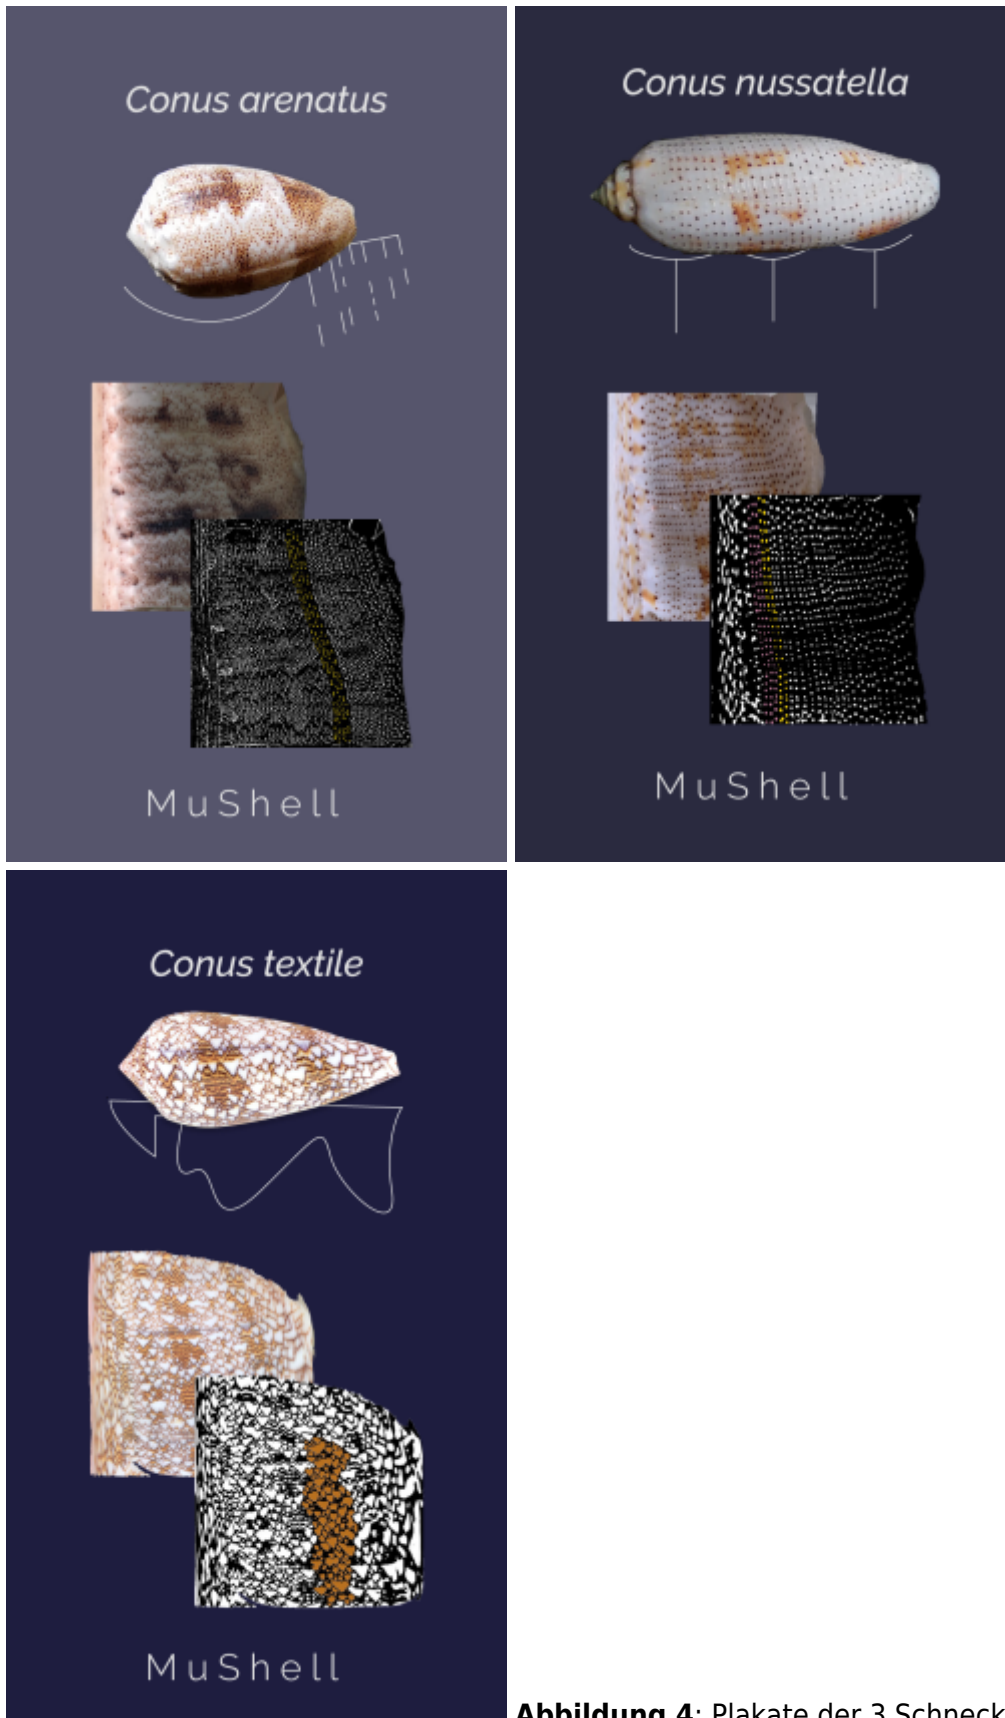 Conus arenatus
MuShell
Conus nussatella
MuShell
Conus textile
MuShell
Abbildung 4: Plakate der 3 Schneck